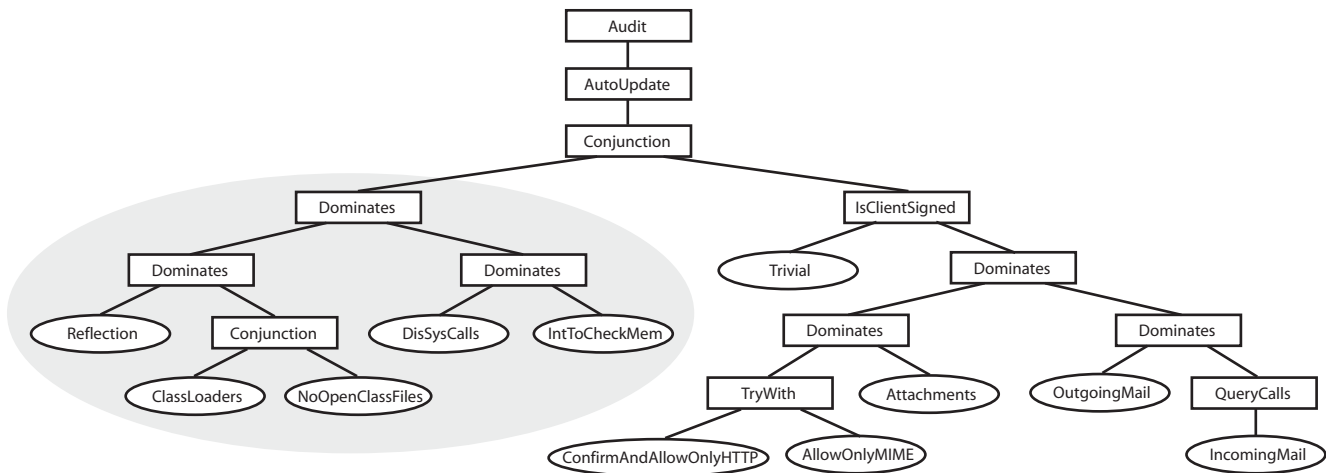 Audit
AutoUpdate
Conjunction
Dominates
IsClientSigned
Dominates
Dominates
Trivial
Dominates
Reflection
Conjunction
DisSysCalls
IntToCheckMem
Dominates
Dominates
ClassLoaders
NoOpenClassFiles
TryWith
Attachments
OutgoingMail
QueryCalls
ConfirmAndAllowOnlyHTTP
AllowOnlyMIME
IncomingMail